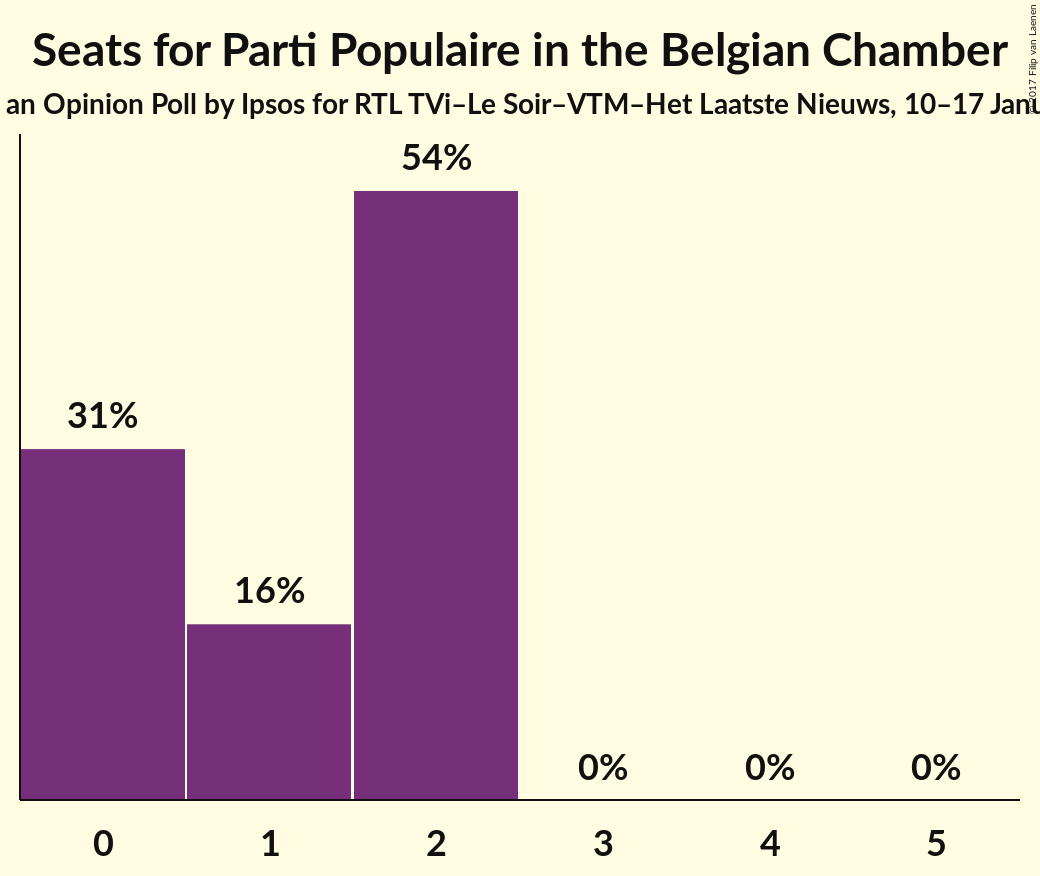 Seats for Parti Populaire in the Belgian Chamber
an Opinion Poll by Ipsos for RTL TVi–Le Soir–VTM–Het Laatste Nieuws, 10–17 Janu
© 2017 Filip van Laenen
54%
31%
16%
0% 0% 0%
0 1 2 3 4 5